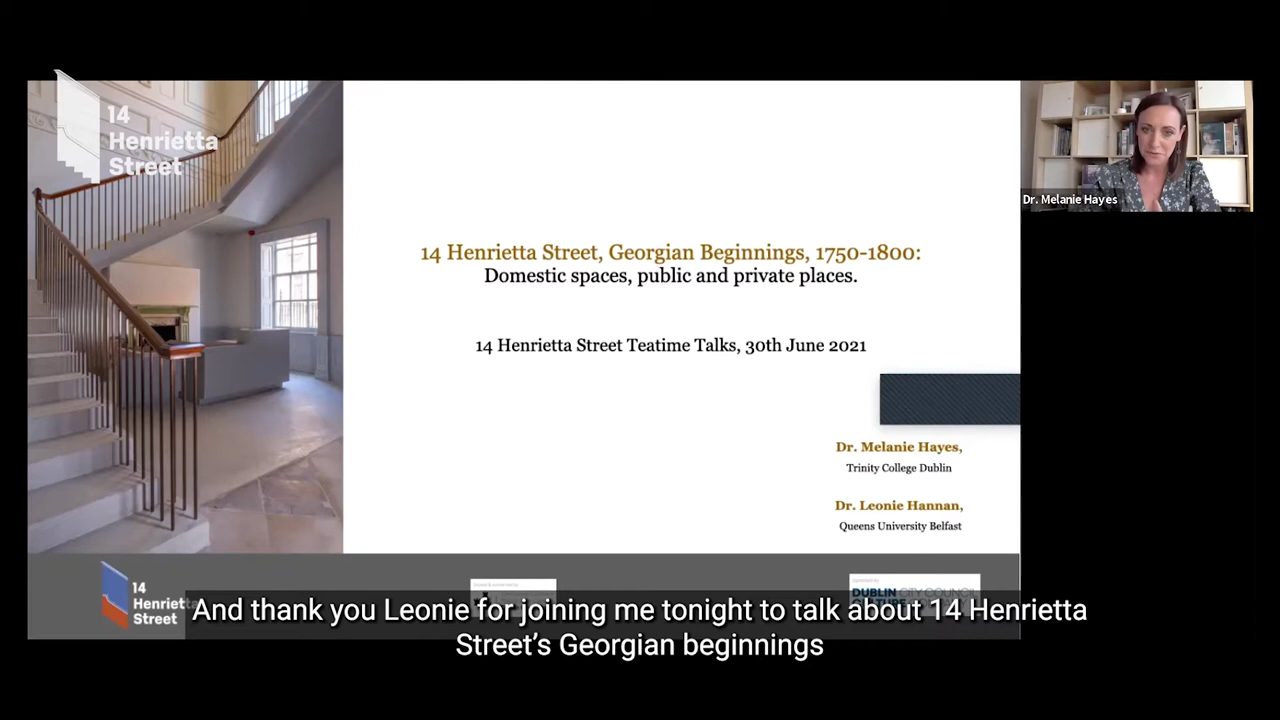 14
Henrietta
Street
Dr. Melanie Hayes
14 Henrietta Street, Georgian Beginnings, 1750-1800:
Domestic spaces, public and private places.
14 Henrietta Street Teatime Talks, 30th June 2021
Dr. Melanie Hayes,
Trinity College Dublin
Dr. Leonie Hannan,
Queens University Belfast
14
Henrietta
Street
DUBLIN CITY COUNCIL
And thank you Leonie for joining me tonight to talk about 14 Henrietta
Street’s Georgian beginnings